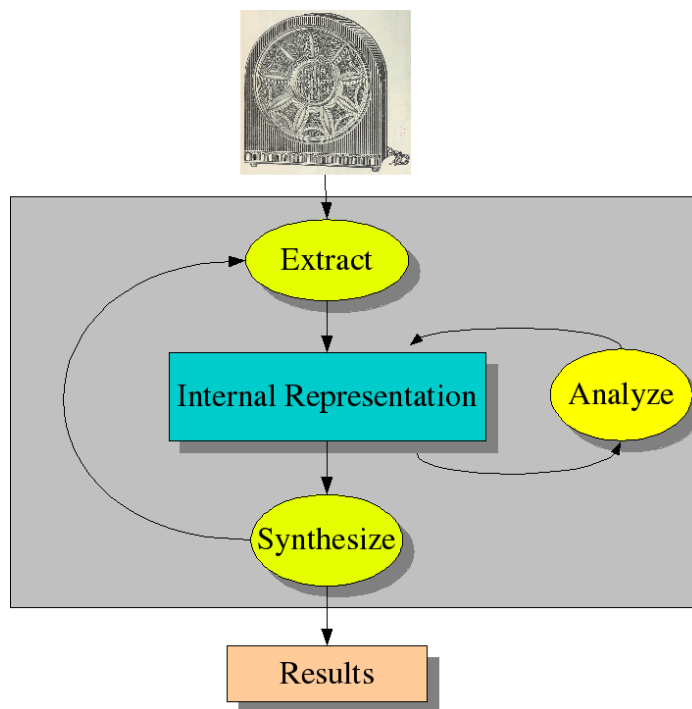 Extract
Internal Representation
Analyze
Synthesize
Results